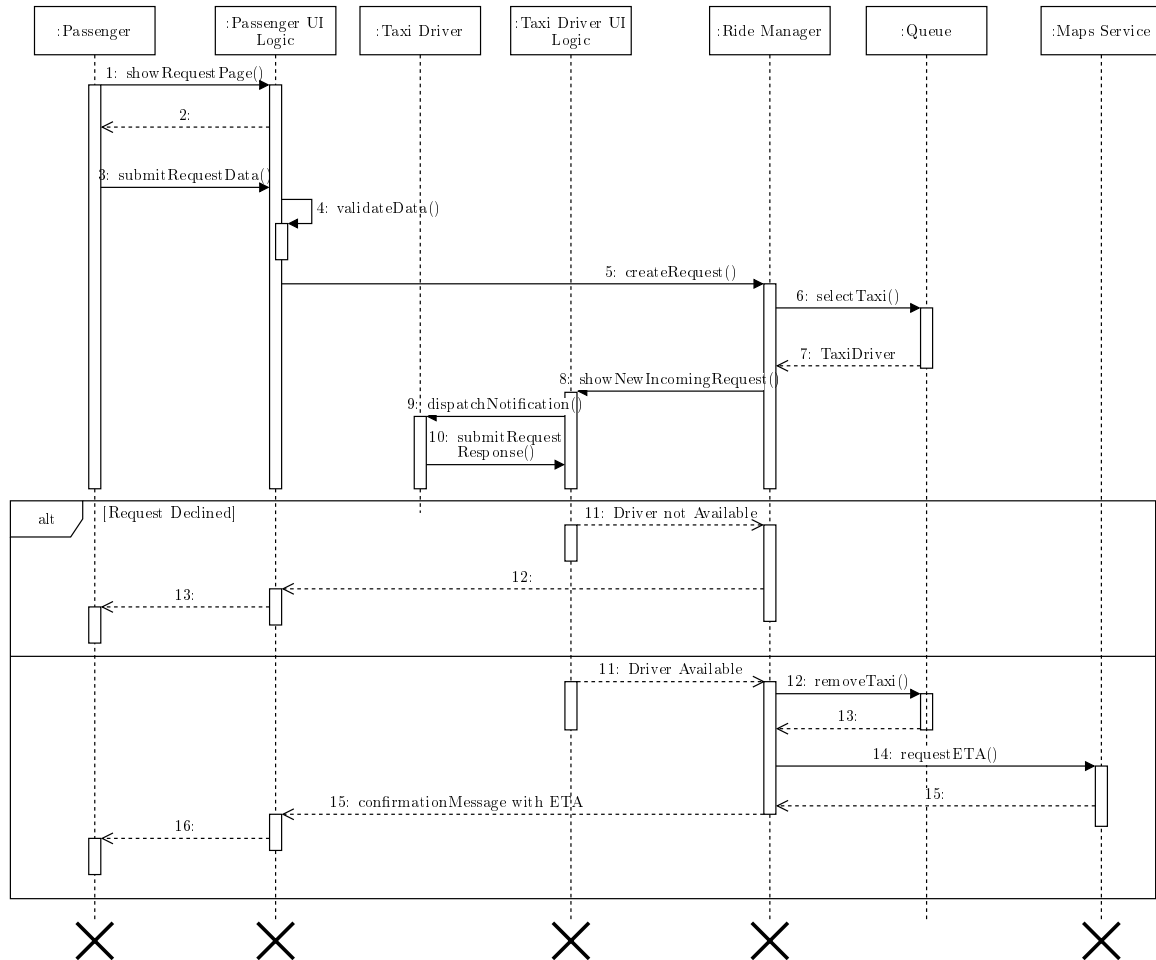 :Passenger
:Passenger UI
Logic
:Taxi Driver
:Taxi Driver UI
Logic
:Ride Manager
:Queue
:Maps Service
1: showRequestPage()
2:
3: submitRequestData()
4: validateData()
5: createRequest()
6: selectTaxi()
7: TaxiDriver
8: showNewIncomingRequest()
9: dispatchNotification()
10: submitRequest
Response()
alt
[Request Declined]
11: Driver not Available
12:
13:
11: Driver Available
12: removeTaxi()
13:
14: requestETA()
15:
15: confirmationMessage with ETA
16: